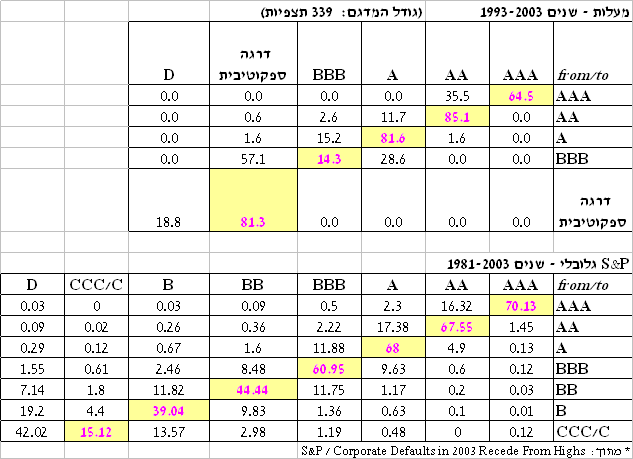 מעלות - שנים 1993-2003 (גודל המדגם: 339 תצפיות)
from/to AAA AA A BBB דרגה ספקוטיבית D
AAA 64.5 35.5 0.0 0.0 0.0 0.0
AA 0.0 85.1 11.7 2.6 0.6 0.0
A 0.0 1.6 81.6 15.2 1.6 0.0
BBB 0.0 0.0 28.6 14.3 57.1 0.0
דרגה ספקוטיבית 0.0 0.0 0.0 0.0 81.3 18.8
S&P גלובלי - שנים 1981-2003
from/to AAA AA A BBB BB B CCC/C D
AAA 70.13 16.32 2.3 0.5 0.09 0.03 0 0.03
AA 1.45 67.55 17.38 2.22 0.36 0.26 0.02 0.09
A 0.13 4.9 68 11.88 1.6 0.67 0.12 0.29
BBB 0.12 0.6 9.63 60.95 8.48 2.46 0.61 1.55
BB 0.03 0.2 1.17 11.75 44.44 11.82 1.8 7.14
B 0.01 0.1 0.63 1.36 9.83 39.04 4.4 19.2
CCC/C 0.12 0 0.48 1.19 2.98 13.57 15.12 42.02
* מתוך: S&P / Corporate Defaults in 2003 Recede From Highs